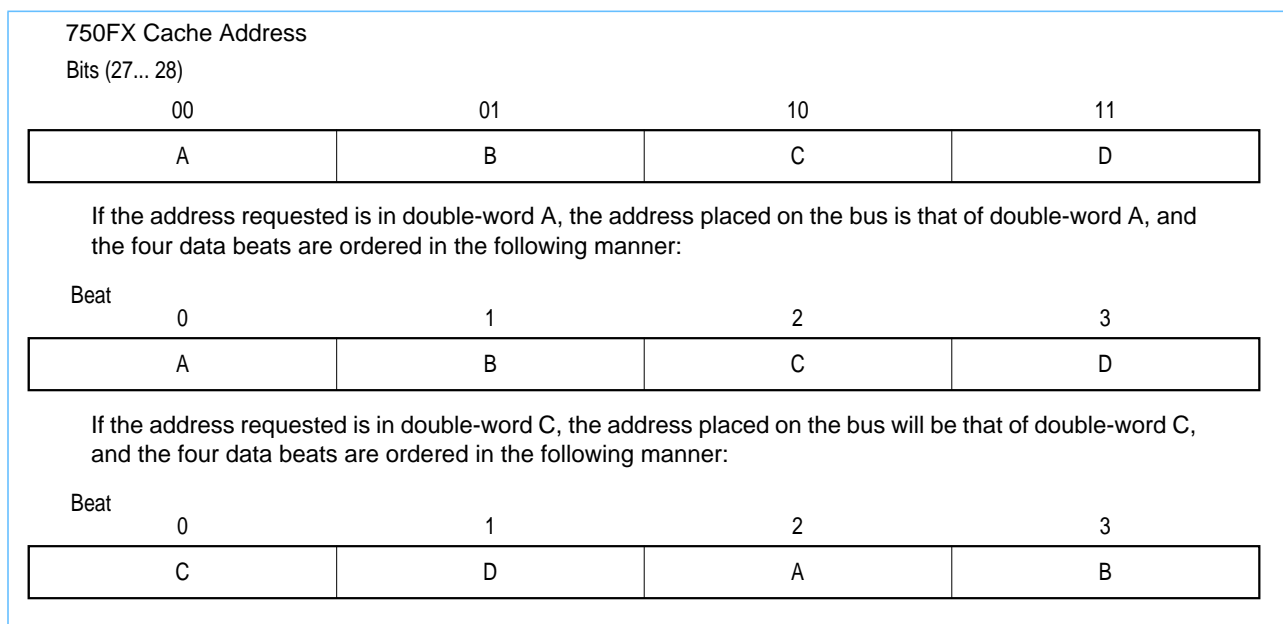 750FX Cache Address
Bits (27... 28)
00 01 10 11
A B C D
If the address requested is in double-word A, the address placed on the bus is that of double-word A, and
the four data beats are ordered in the following manner:
Beat
0 1 2 3
A B C D
If the address requested is in double-word C, the address placed on the bus will be that of double-word C,
and the four data beats are ordered in the following manner:
Beat
0 1 2 3
C D A B